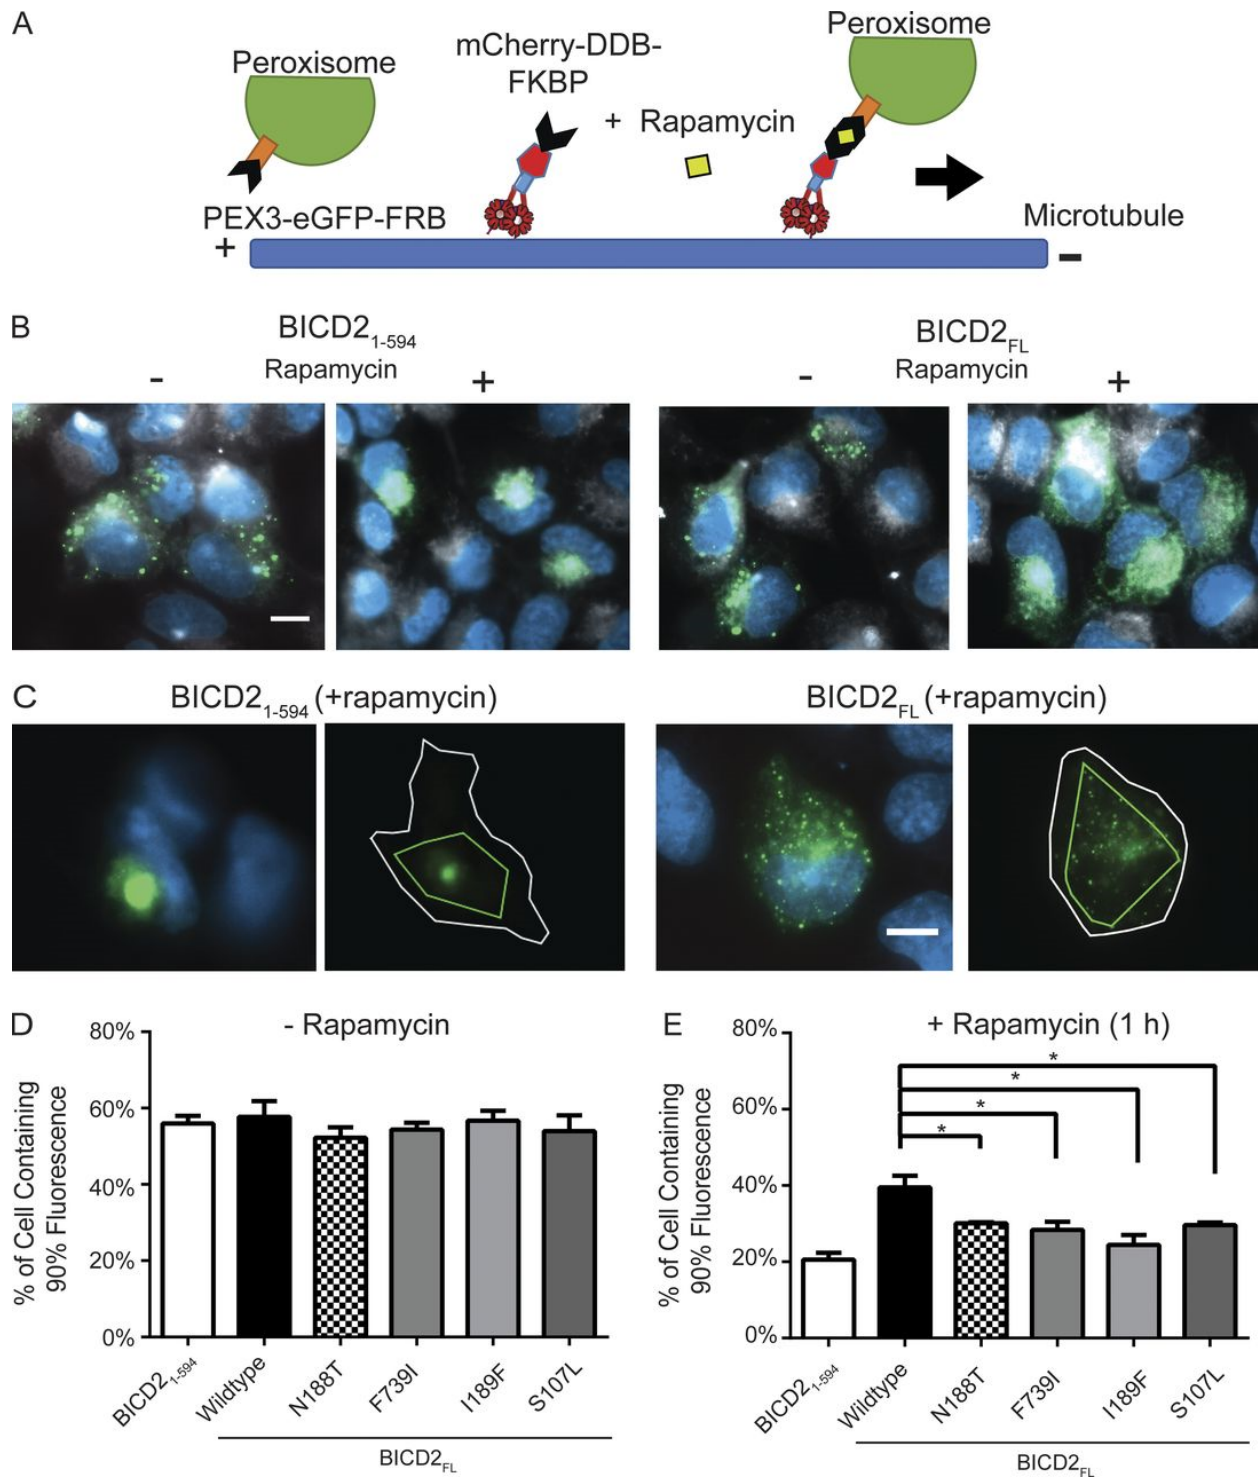 A
Peroxisome
mCherry-DDB-
FKBP
+ Rapamycin
Peroxisome
PEX3-eGFP-FRB
Microtubule
+
-
B
BICD2₁₋₅₉₄
Rapamycin
- +
BICD2FL
Rapamycin
- +
C
BICD2₁₋₅₉₄ (+rapamycin)
BICD2FL (+rapamycin)
D
- Rapamycin
% of Cell Containing
90% Fluorescence
80%
60%
40%
20%
0%
BICD2₁₋₅₉₄
Wildtype
N188T
F739I
I189F
S107L
BICD2FL
E
+ Rapamycin (1 h)
% of Cell Containing
90% Fluorescence
80%
60%
40%
20%
0%
*
*
*
*
BICD2₁₋₅₉₄
Wildtype
N188T
F739I
I189F
S107L
BICD2FL